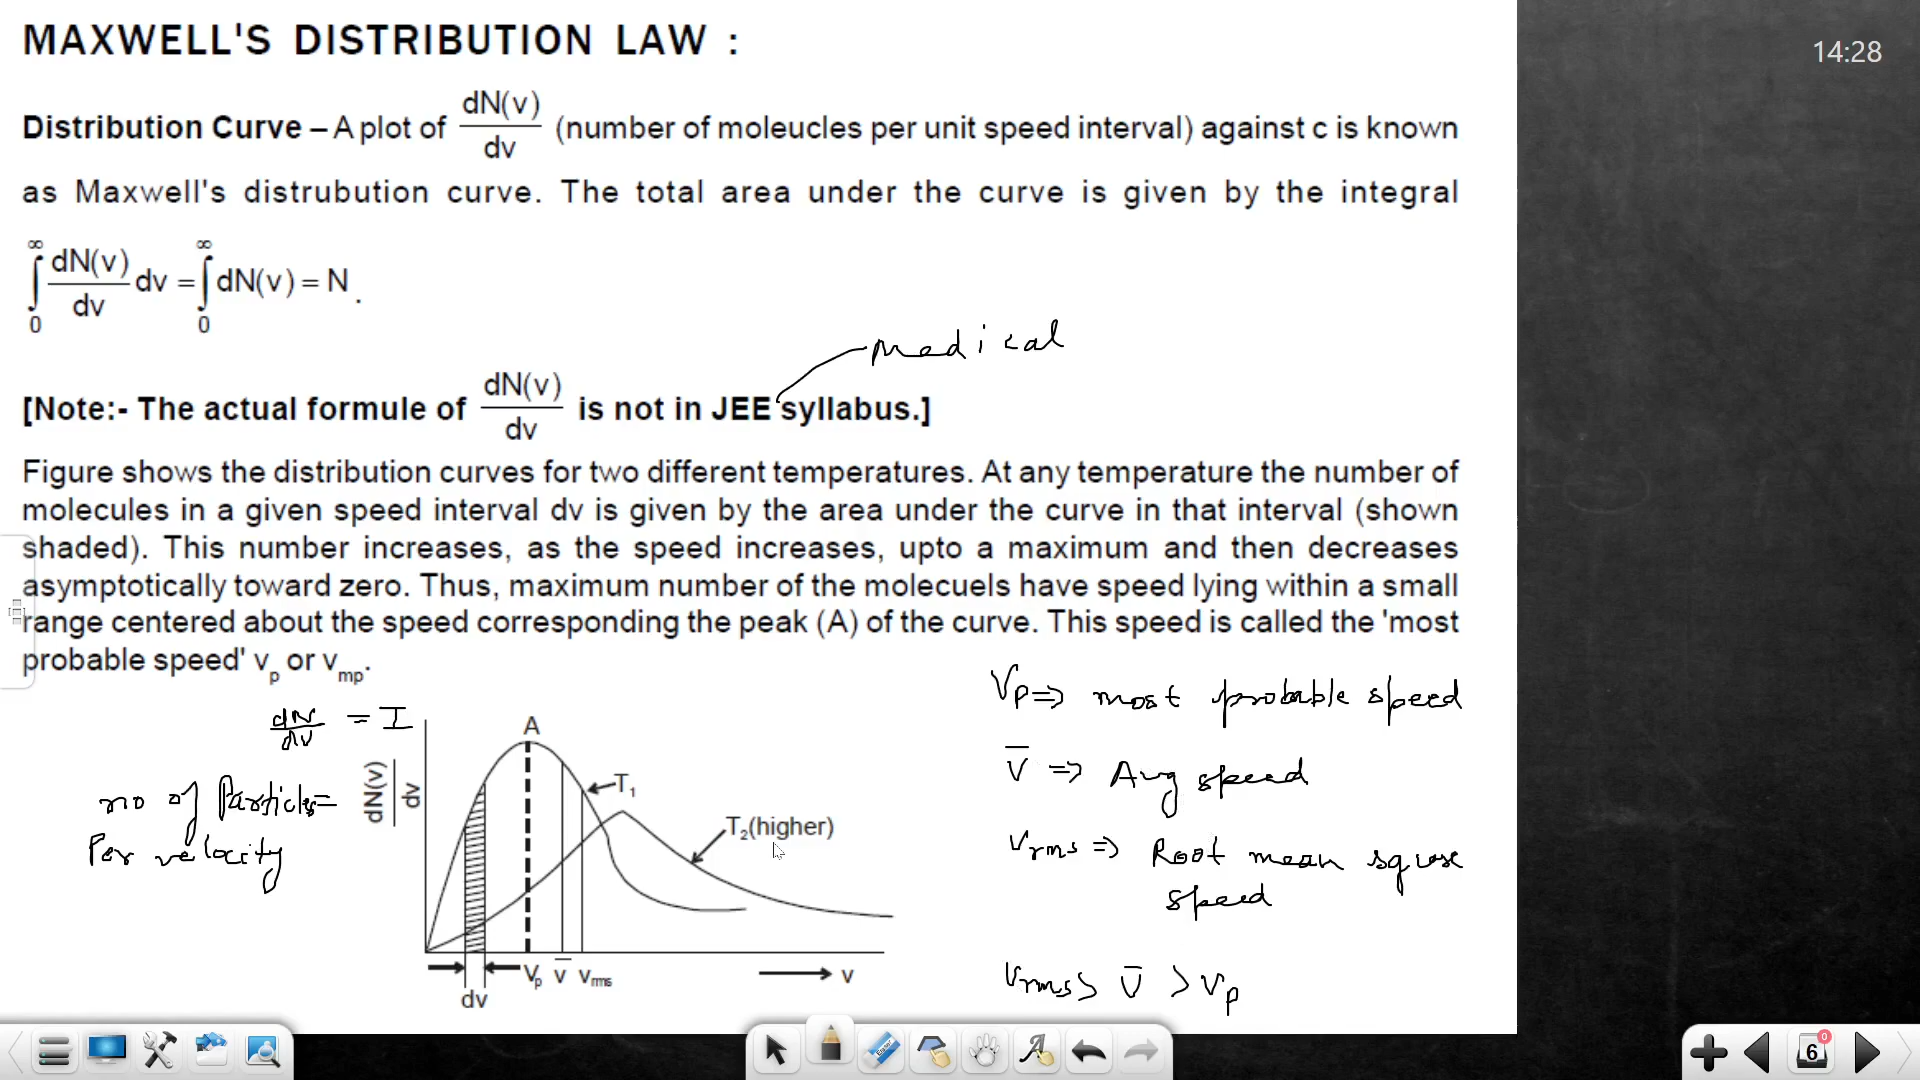 MAXWELL'S DISTRIBUTION LAW :
14:28
Distribution Curve – A plot of dN(v)/dv (number of moleucles per unit speed interval) against c is known
as Maxwell's distrubution curve. The total area under the curve is given by the integral
∫₀^∞ dN(v)/dv dv = ∫₀^∞ dN(v) = N .
medical
[Note:- The actual formule of dN(v)/dv is not in JEE syllabus.]
Figure shows the distribution curves for two different temperatures. At any temperature the number of
molecules in a given speed interval dv is given by the area under the curve in that interval (shown
shaded). This number increases, as the speed increases, upto a maximum and then decreases
asymptotically toward zero. Thus, maximum number of the molecuels have speed lying within a small
range centered about the speed corresponding the peak (A) of the curve. This speed is called the 'most
probable speed' vp or vmp.
dN/dv = I
no of Particles=
Per velocity
dN(v)/dv
A
T₁
T₂(higher)
Vp v̅ vrms
v
dv
Vp ⇒ most probable speed
v̅ ⇒ Avg speed
Vrms ⇒ Root mean square
speed
Vrms > v̅ > Vp
Eraser
A
6
0